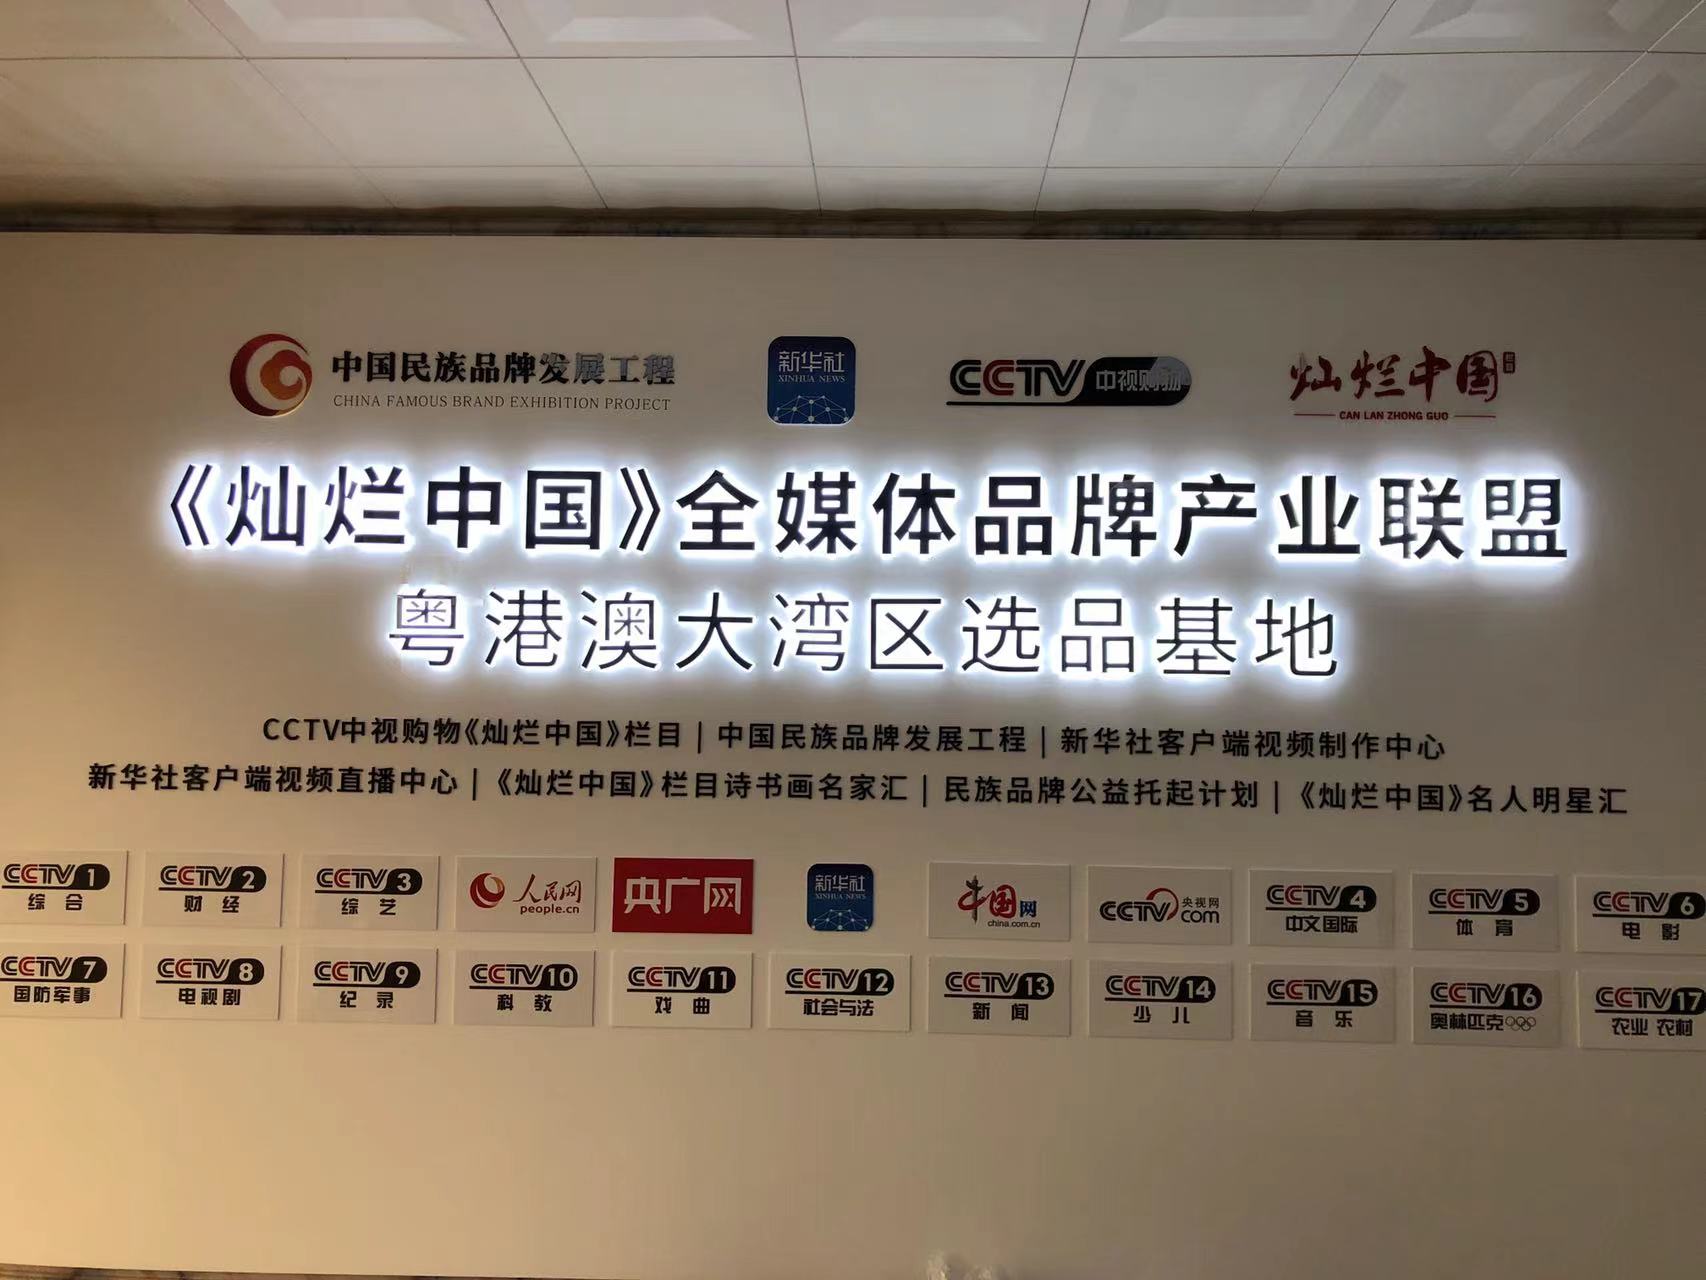 中国民族品牌发展工程
CHINA FAMOUS BRAND EXHIBITION PROJECT
新华社
XINHUA NEWS
CCTV 中视购物
灿烂中国
CAN LAN ZHONG GUO
《灿烂中国》全媒体品牌产业联盟
粤港澳大湾区选品基地
CCTV中视购物《灿烂中国》栏目 | 中国民族品牌发展工程 | 新华社客户端视频制作中心
新华社客户端视频直播中心 | 《灿烂中国》栏目诗书画名家汇 | 民族品牌公益托起计划 | 《灿烂中国》名人明星汇
CCTV 1 综合
CCTV 2 财经
CCTV 3 综艺
人民网 people.cn
央广网
新华社 XINHUA NEWS
中国网 china.com.cn
CCTV 央视网 com
CCTV 4 中文国际
CCTV 5 体育
CCTV 6 电影
CCTV 7 国防军事
CCTV 8 电视剧
CCTV 9 纪录
CCTV 10 科教
CCTV 11 戏曲
CCTV 12 社会与法
CCTV 13 新闻
CCTV 14 少儿
CCTV 15 音乐
CCTV 16 奥林匹克
CCTV 17 农业 农村